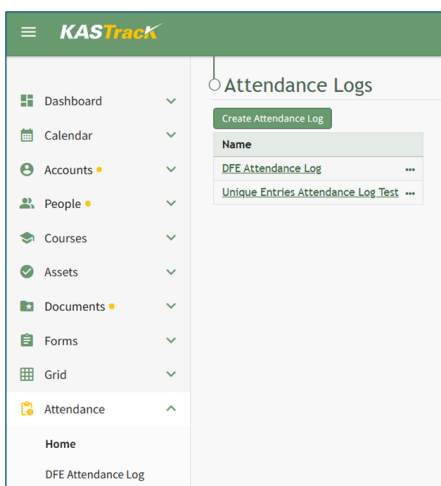 KASTrack
Attendance Logs
Dashboard
Create Attendance Log
Calendar
Name
Accounts
DFE Attendance Log
People
Unique Entries Attendance Log Test
Courses
Assets
Documents
Forms
Grid
Attendance
Home
DFE Attendance Log